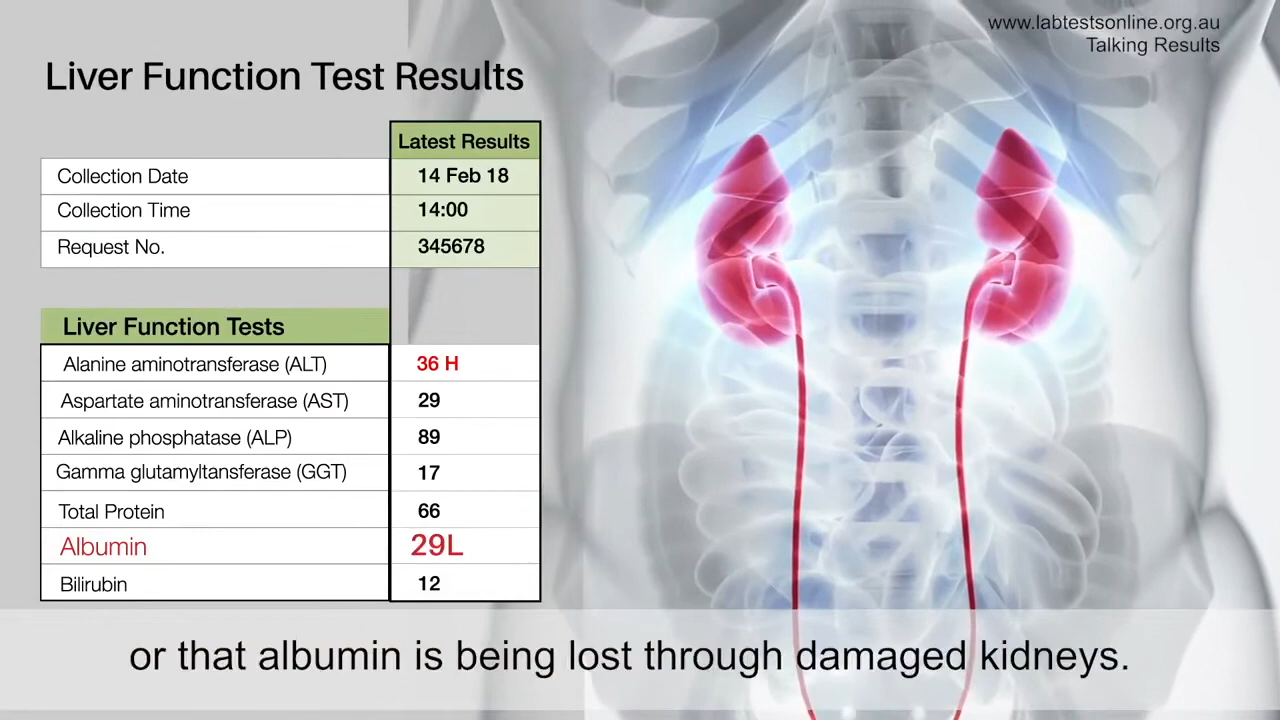 www.labtestsonline.org.au
Talking Results
Liver Function Test Results
Latest Results
Collection Date 14 Feb 18
Collection Time 14:00
Request No. 345678
Liver Function Tests
Alanine aminotransferase (ALT) 36 H
Aspartate aminotransferase (AST) 29
Alkaline phosphatase (ALP) 89
Gamma glutamyltansferase (GGT) 17
Total Protein 66
Albumin 29L
Bilirubin 12
or that albumin is being lost through damaged kidneys.